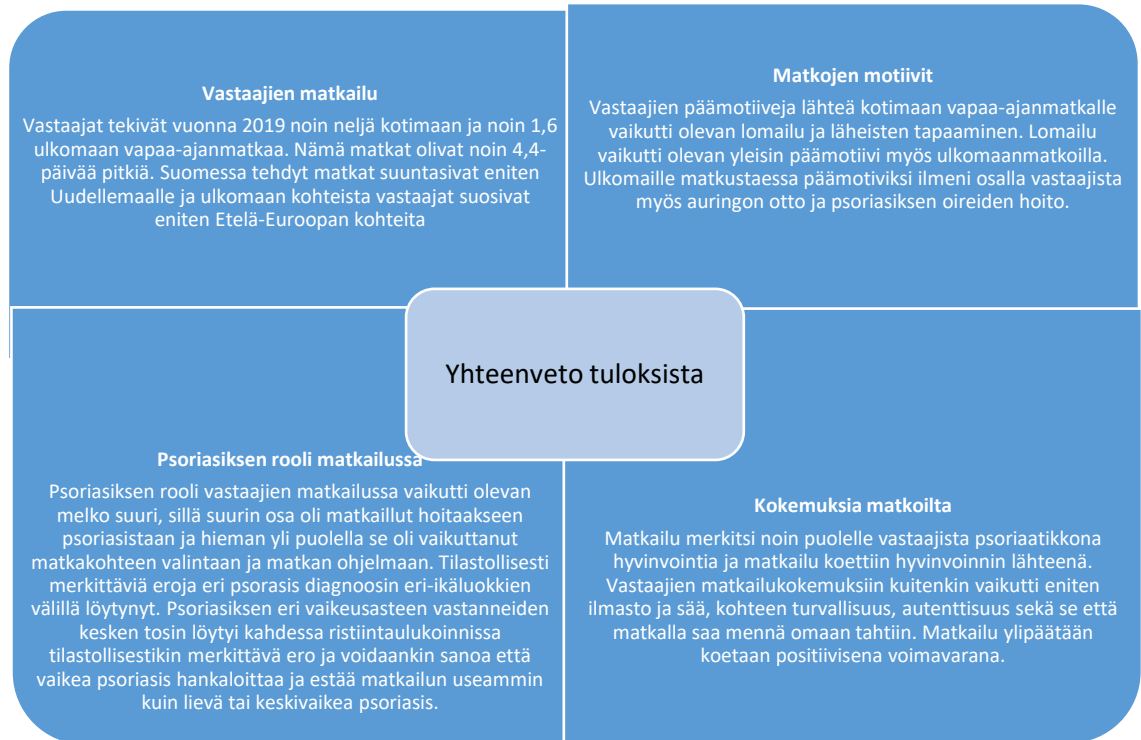 Vastaajien matkailu
Vastaajat tekivät vuonna 2019 noin neljä kotimaan ja noin 1,6
ulkomaan vapaa-ajanmatkaa. Nämä matkat olivat noin 4,4-
päivää pitkiä. Suomessa tehdyt matkat suuntasivat eniten
Uudellemaalle ja ulkomaan kohteista vastaajat suosivat
eniten Etelä-Euroopan kohteita
Matkojen motiivit
Vastaajien päämotiiveja lähteä kotimaan vapaa-ajanmatkalle
vaikutti olevan lomailu ja läheisten tapaaminen. Lomailu
vaikutti olevan yleisin päämotiivi myös ulkomaanmatkoilla.
Ulkomaille matkustaessa päämotiviksi ilmeni osalla vastaajista
myös auringon otto ja psoriasiksen oireiden hoito.
Yhteenveto tuloksista
Psoriasiksen rooli matkailussa
Psoriasiksen rooli vastaajien matkailussa vaikutti olevan
melko suuri, sillä suurin osa oli matkaillut hoitaakseen
psoriasistaan ja hieman yli puolella se oli vaikuttanut
matkakohteen valintaan ja matkan ohjelmaan. Tilastollisesti
merkittäviä eroja eri psorasis diagnoosin eri-ikäluokkien
välillä löytynyt. Psoriasiksen eri vaikeusasteen vastanneiden
kesken tosin löytyi kahdessa ristiintaulukoinnissa
tilastollisestikin merkittävä ero ja voidaankin sanoa että
vaikea psoriasis hankaloittaa ja estää matkailun useammin
kuin lievä tai keskivaikea psoriasis.
Kokemuksia matkoilta
Matkailu merkitsi noin puolelle vastaajista psoriaatikkona
hyvinvointia ja matkailu koettiin hyvinvoinnin lähteenä.
Vastaajien matkailukokemuksiin kuitenkin vaikutti eniten
ilmasto ja sää, kohteen turvallisuus, autenttisuus sekä se että
matkalla saa mennä omaan tahtiin. Matkailu ylipäätään
koetaan positiivisena voimavarana.